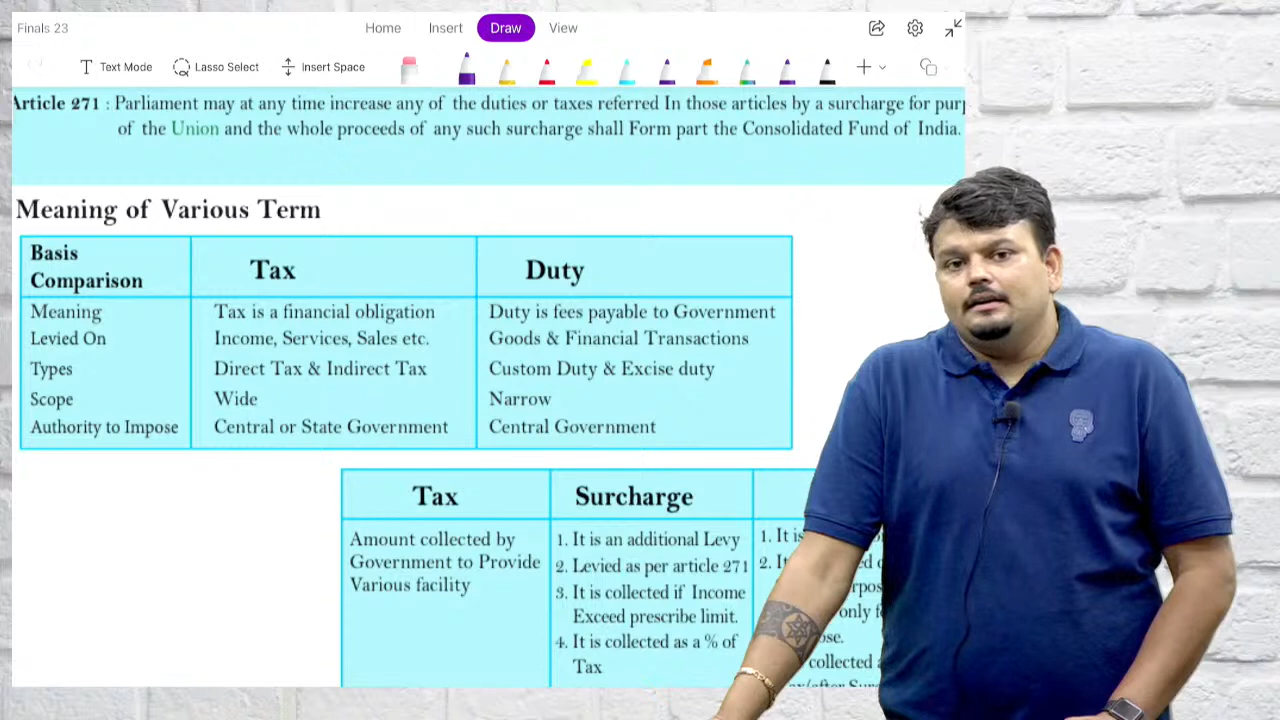 Finals 23
Home Insert Draw View
Text Mode Lasso Select Insert Space
Article 271 : Parliament may at any time increase any of the duties or taxes referred In those articles by a surcharge for
of the Union and the whole proceeds of any such surcharge shall Form part the Consolidated Fund of India.
Meaning of Various Term
Basis Comparison Tax Duty
Meaning Tax is a financial obligation Duty is fees payable to Government
Levied On Income, Services, Sales etc. Goods & Financial Transactions
Types Direct Tax & Indirect Tax Custom Duty & Excise duty
Scope Wide Narrow
Authority to Impose Central or State Government Central Government
Tax Surcharge
Amount collected by
Government to Provide
Various facility
1. It is an additional Levy
2. Levied as per article 271
3. It is collected if Income
Exceed prescribe limit.
4. It is collected as a % of
Tax
1. It is
2.
only
collected